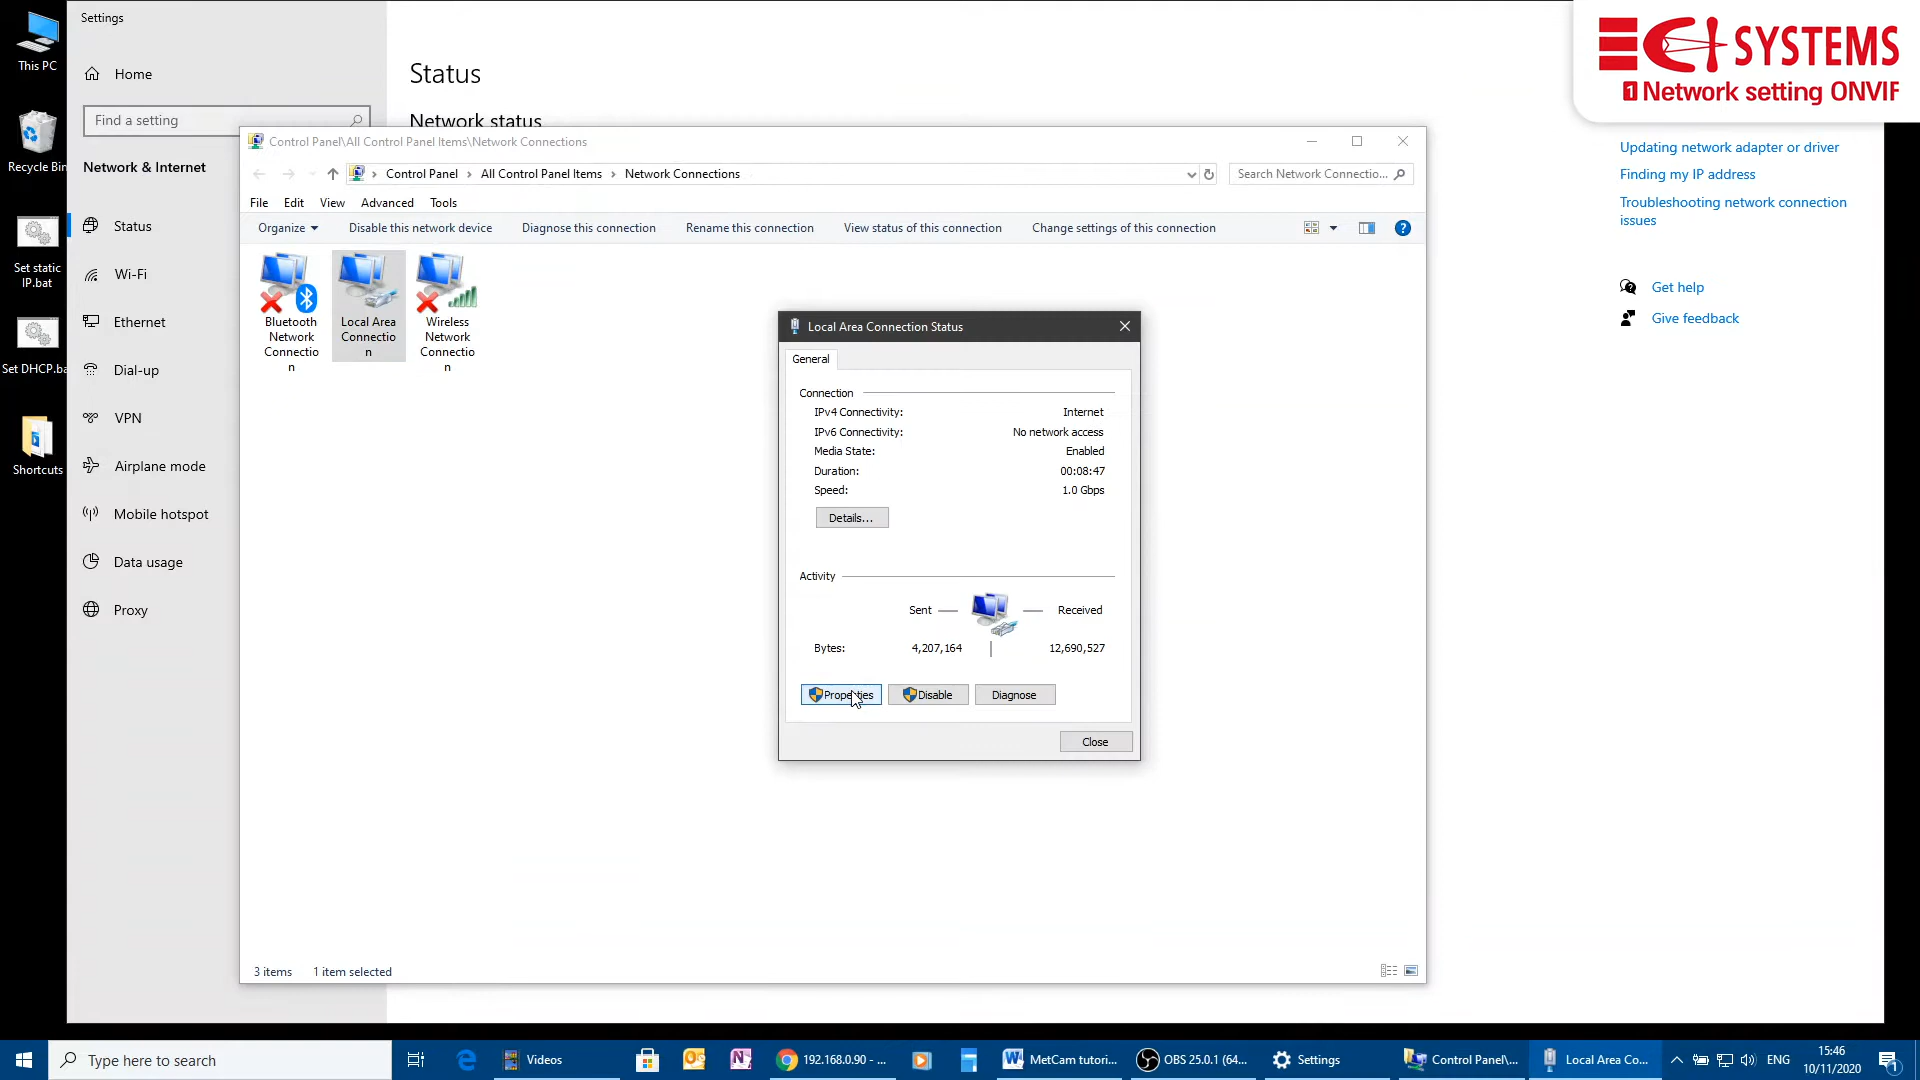 This PC
Recycle Bin
Set static
IP.bat
Set DHCP.ba
Shortcuts
Settings
Home
Find a setting
Network & Internet
Status
Wi-Fi
Ethernet
Dial-up
VPN
Airplane mode
Mobile hotspot
Data usage
Proxy
Status
Network status
SYSTEMS
1 Network setting ONVIF
Updating network adapter or driver
Finding my IP address
Troubleshooting network connection
issues
Get help
Give feedback
Control Panel\All Control Panel Items\Network Connections
Control Panel > All Control Panel Items > Network Connections
Search Network Connectio...
File Edit View Advanced Tools
Organize Disable this network device Diagnose this connection Rename this connection View status of this connection Change settings of this connection
Bluetooth
Network
Connectio
n
Local Area
Connectio
n
Wireless
Network
Connectio
n
Local Area Connection Status
General
Connection
IPv4 Connectivity: Internet
IPv6 Connectivity: No network access
Media State: Enabled
Duration: 00:08:47
Speed: 1.0 Gbps
Details...
Activity
Sent Received
Bytes: 4,207,164 12,690,527
Properties Disable Diagnose
Close
3 items 1 item selected
Type here to search
Videos
192.168.0.90 - ...
MetCam tutori...
OBS 25.0.1 (64...
Settings
Control Panel\...
Local Area Co...
ENG
15:46
10/11/2020
1